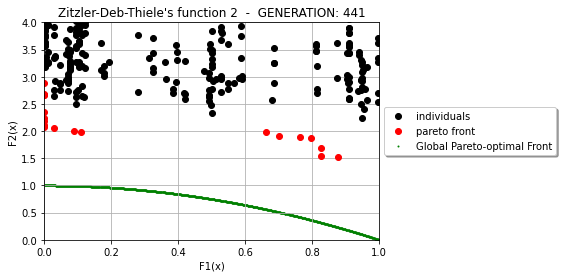 Zitzler-Deb-Thiele's function 2 - GENERATION: 441
F2(x)
4.0
3.5
3.0
2.5
2.0
1.5
1.0
0.5
0.0
0.0 0.2 0.4 0.6 0.8 1.0
F1(x)
individuals
pareto front
Global Pareto-optimal Front